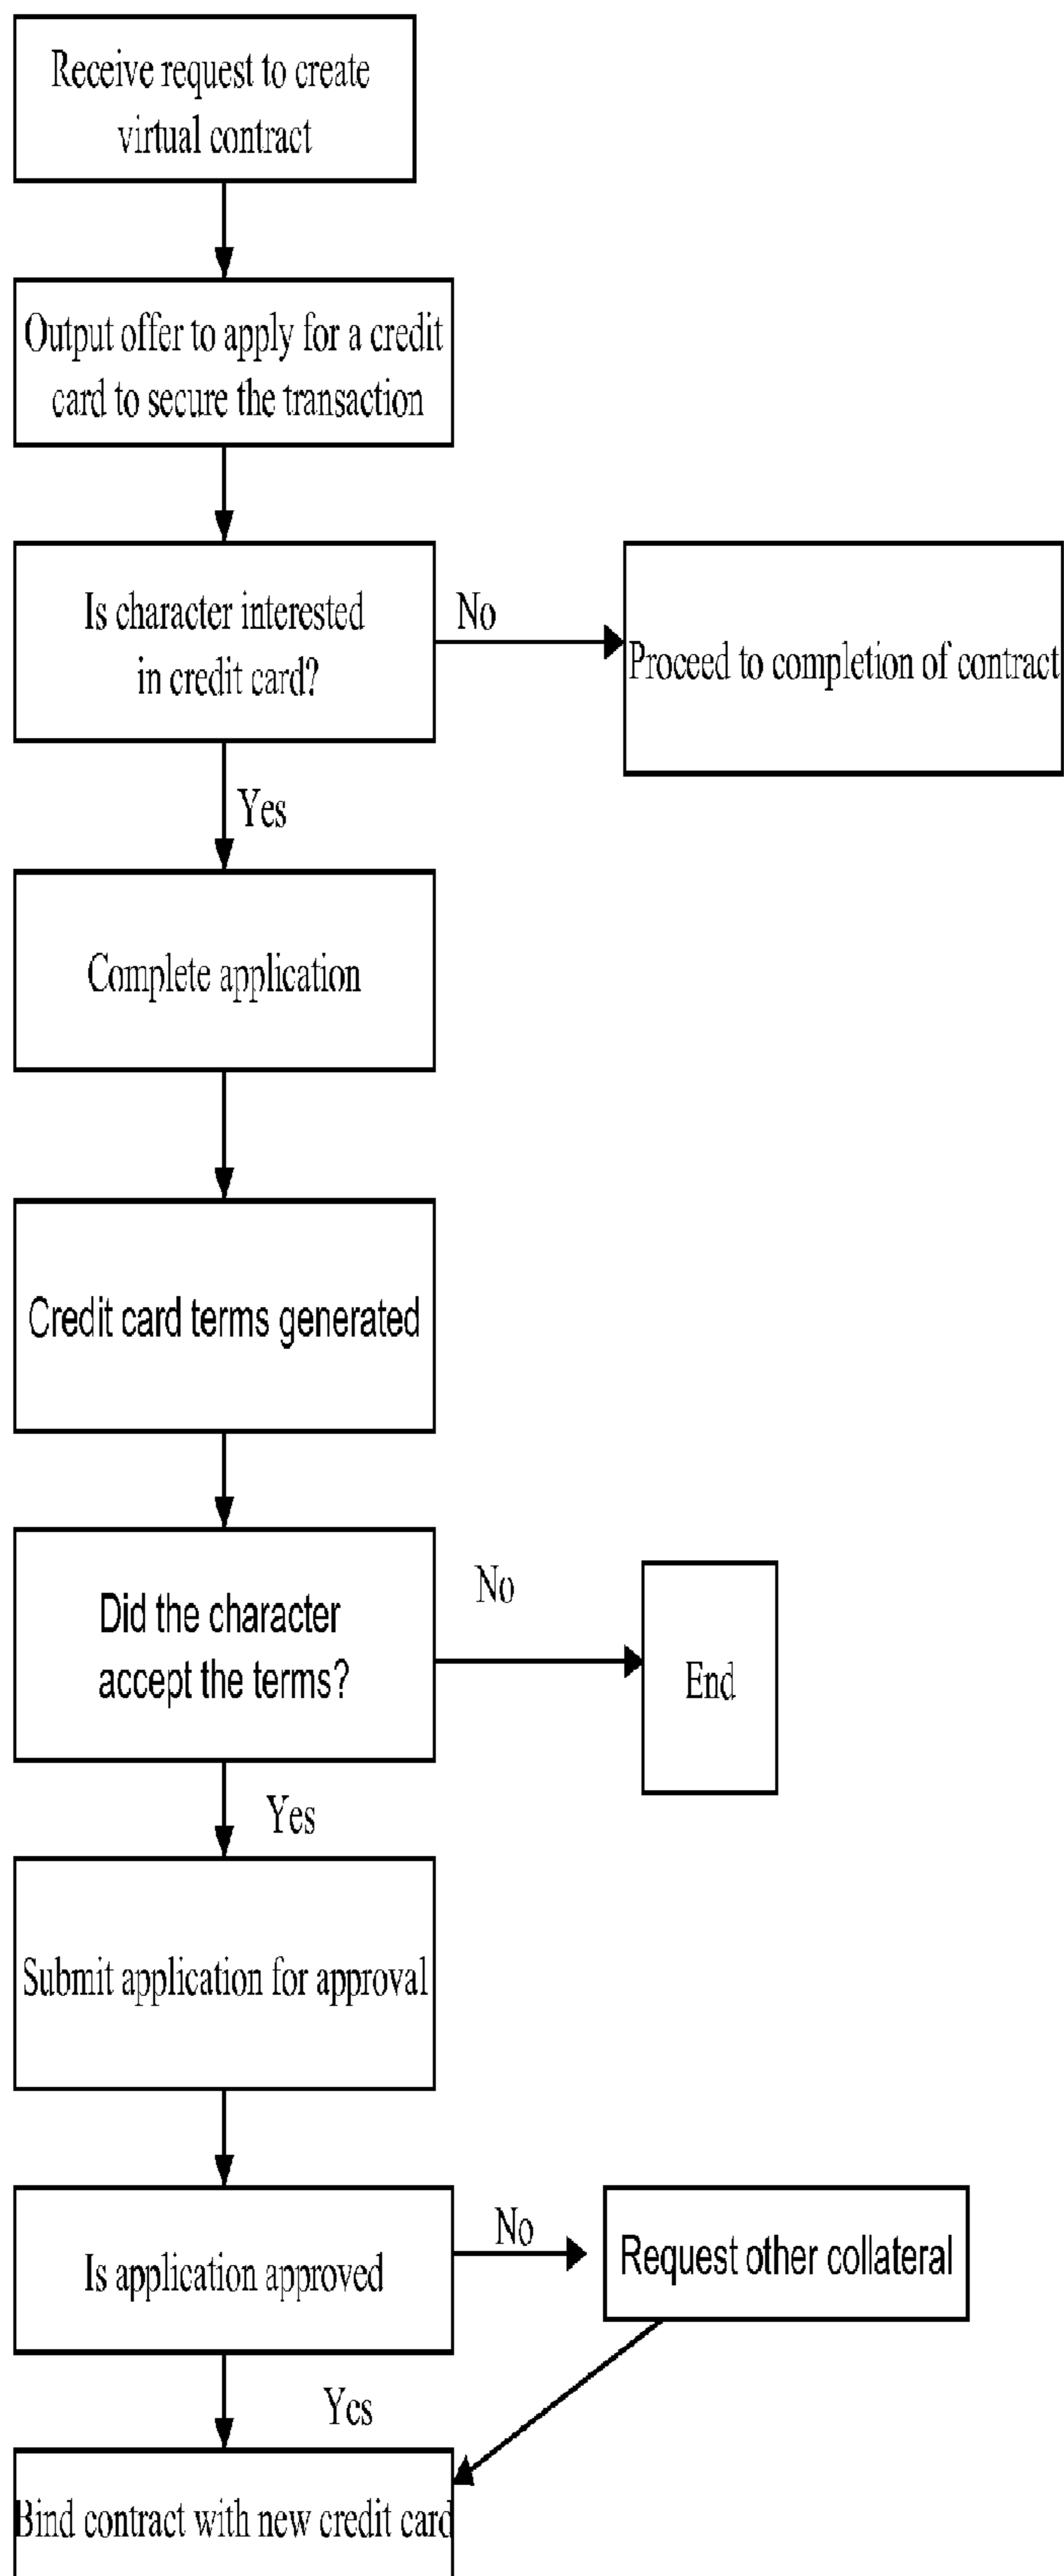 Receive request to create
virtual contract
Output offer to apply for a credit
card to secure the transaction
Is character interested
in credit card?
No
Proceed to completion of contract
Yes
Complete application
Credit card terms generated
Did the character
accept the terms?
No
End
Yes
Submit application for approval
Is application approved
No
Request other collateral
Yes
Bind contract with new credit card